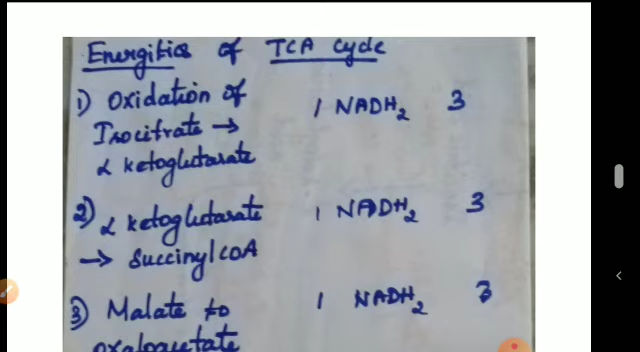 Energitics of TCA Cycle
1) Oxidation of
Isocitrate → 1 NADH2 3
α ketoglutarate
2) α ketoglutarate 1 NADH2 3
→ Succinyl COA
3) Malate to 1 NADH2 3
oxaloacetate